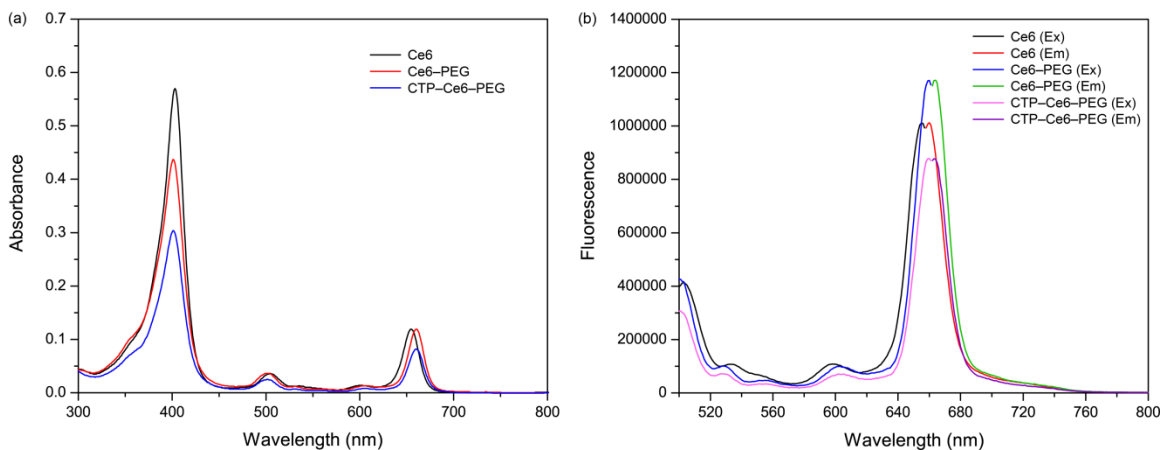 (a)
0.7
0.6
0.5
0.4
0.3
0.2
0.1
0.0
Absorbance
Ce6
Ce6–PEG
CTP–Ce6–PEG
300 400 500 600 700 800
Wavelength (nm)
(b)
1400000
1200000
1000000
800000
600000
400000
200000
0
Fluorescence
Ce6 (Ex)
Ce6 (Em)
Ce6–PEG (Ex)
Ce6–PEG (Em)
CTP–Ce6–PEG (Ex)
CTP–Ce6–PEG (Em)
520 560 600 640 680 720 760 800
Wavelength (nm)